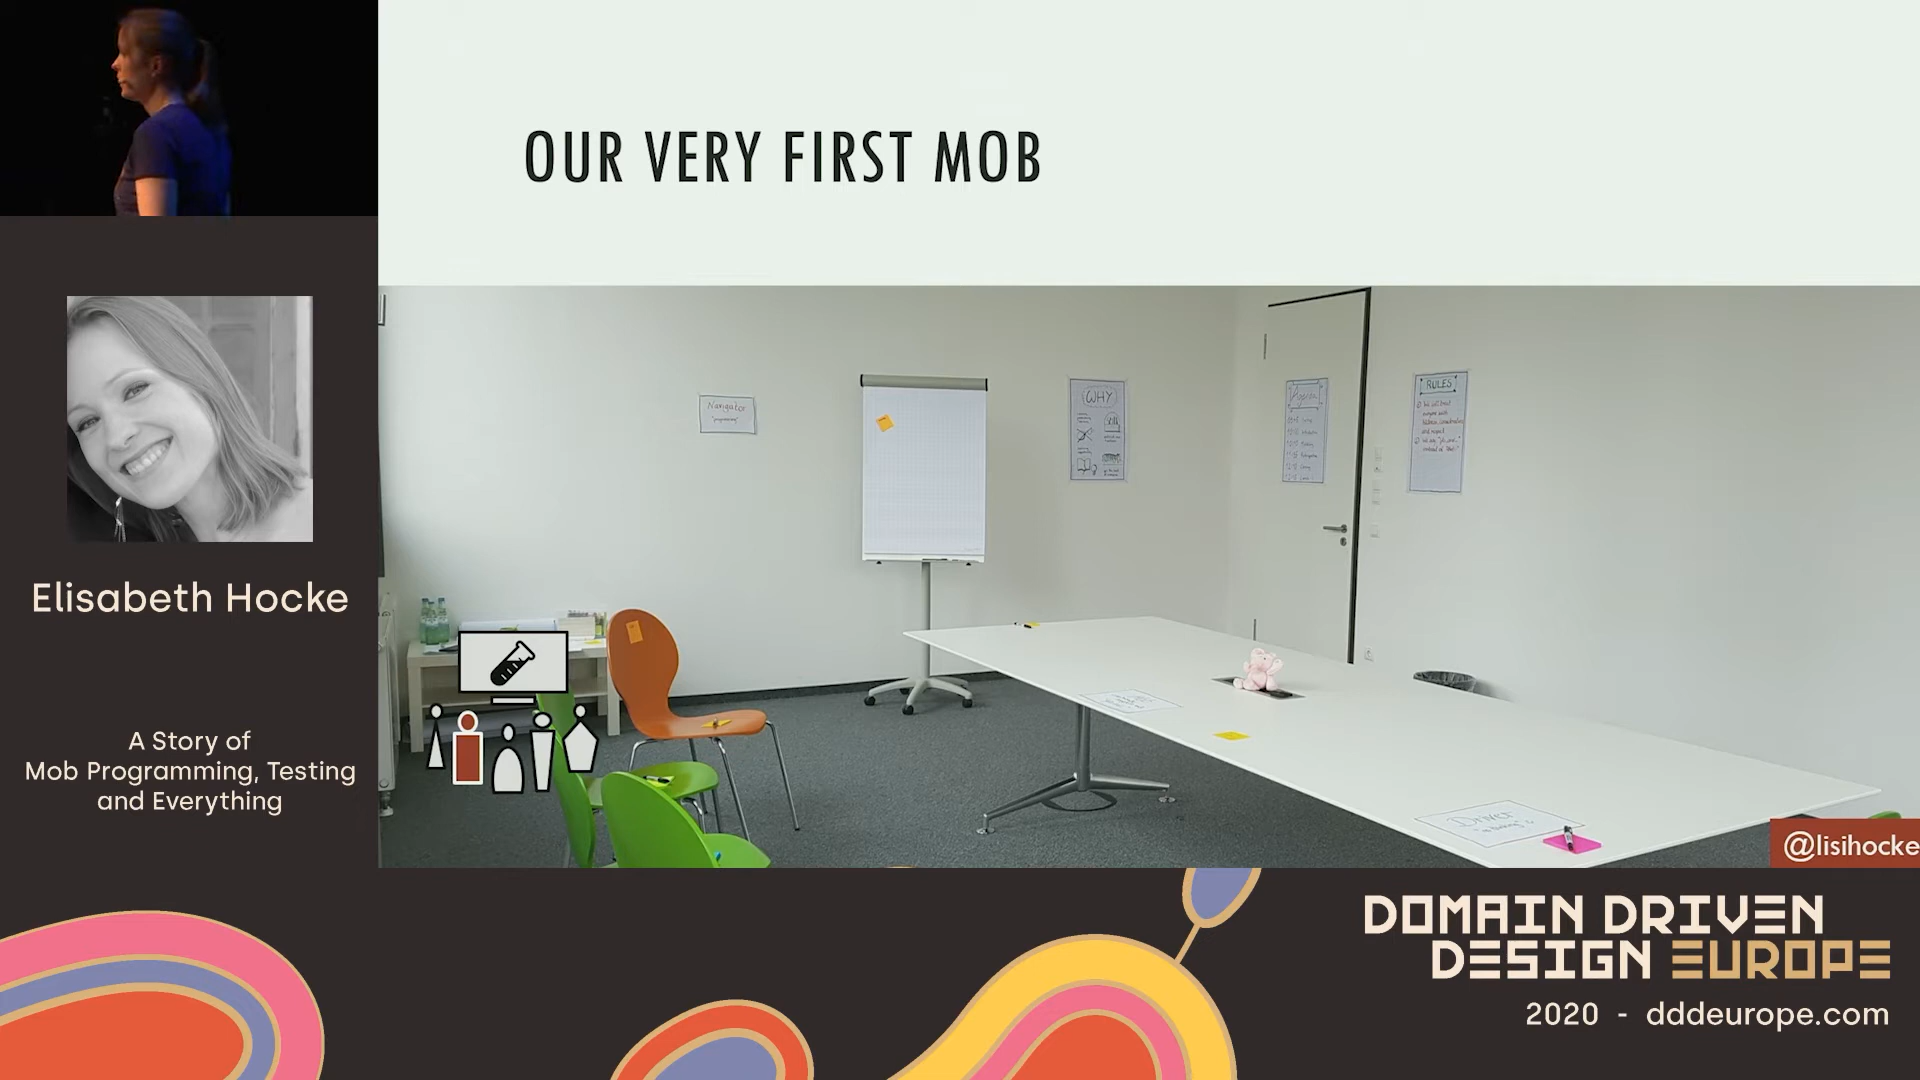 OUR VERY FIRST MOB
Elisabeth Hocke
A Story of
Mob Programming, Testing
and Everything
Navigator
WHY
Agenda
RULES
Driver
@lisihocke
DOMAIN DRIVEN
DESIGN EUROPE
2020 - dddeurope.com